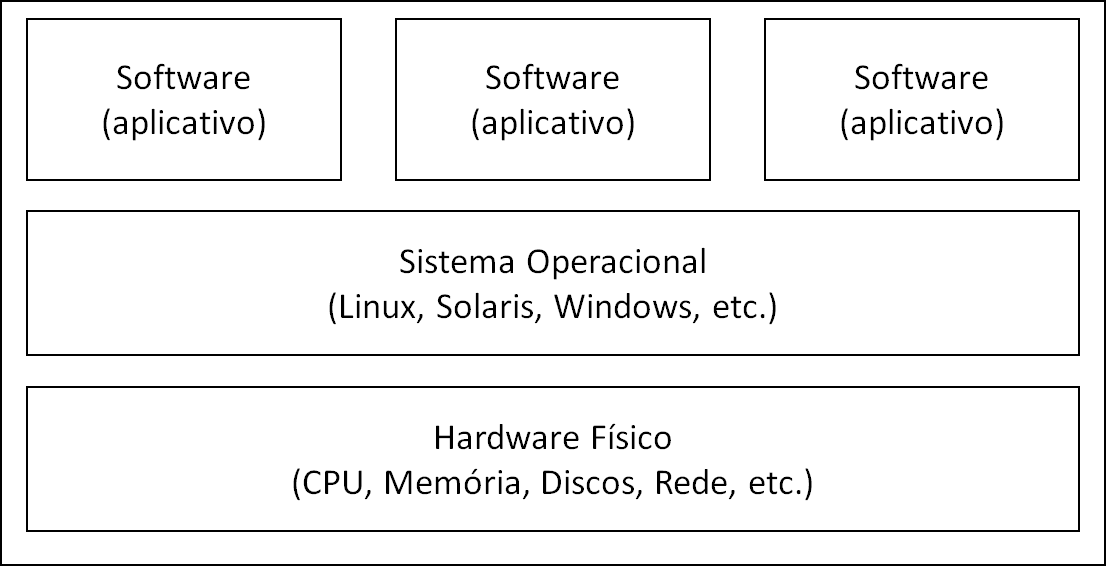 Software
(aplicativo)
Software
(aplicativo)
Software
(aplicativo)
Sistema Operacional
(Linux, Solaris, Windows, etc.)
Hardware Físico
(CPU, Memória, Discos, Rede, etc.)